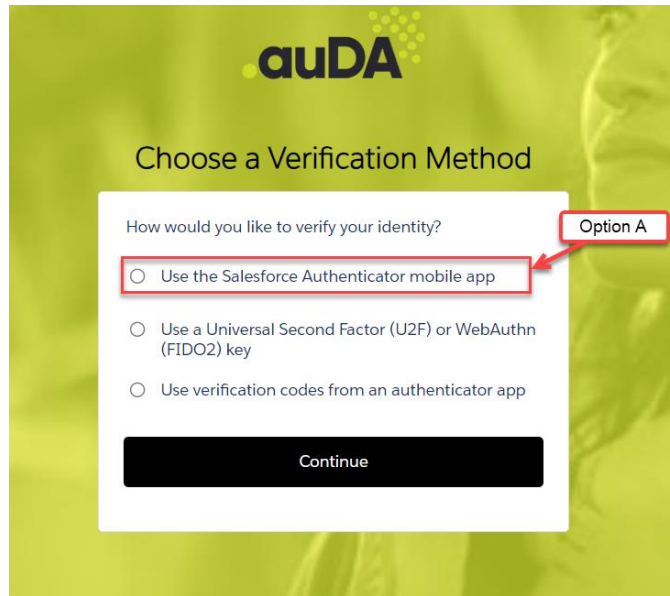 .auDA
Choose a Verification Method
How would you like to verify your identity?
Option A
Use the Salesforce Authenticator mobile app
Use a Universal Second Factor (U2F) or WebAuthn
(FIDO2) key
Use verification codes from an authenticator app
Continue